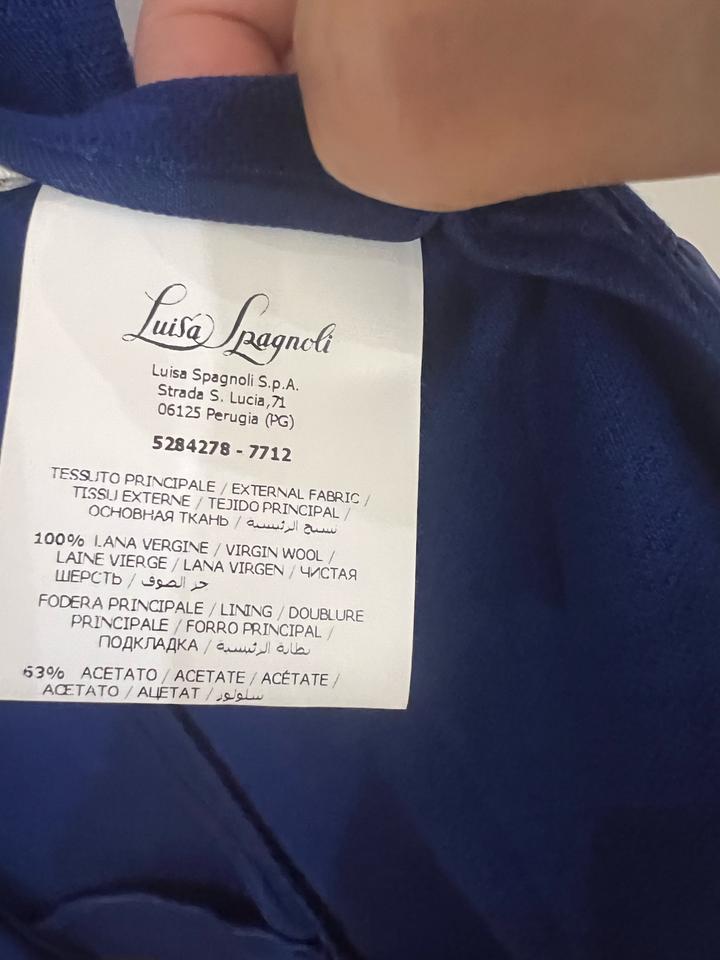 Luisa Spagnoli
Luisa Spagnoli S.p.A.
Strada S. Lucia,71
06125 Perugia (PG)
5284278 - 7712
TESSUTO PRINCIPALE / EXTERNAL FABRIC /
TISSU EXTERNE / TEJIDO PRINCIPAL /
ОСНОВНАЯ ТКАНЬ / نسيج الرئيسية
100% LANA VERGINE / VIRGIN WOOL /
LAINE VIERGE / LANA VIRGEN / ЧИСТАЯ
ШЕРСТЬ / حر الصوف
FODERA PRINCIPALE / LINING / DOUBLURE
PRINCIPALE / FORRO PRINCIPAL /
ПОДКЛАДКА / بطانة الرئيسية
63% ACETATO / ACETATE / ACÉTATE /
ACETATO / АЦЕТАТ / سلولوز